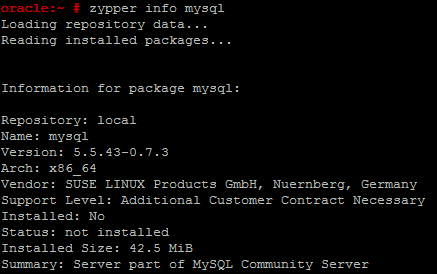 oracle:~ # zypper info mysql
Loading repository data...
Reading installed packages...
Information for package mysql:
Repository: local
Name: mysql
Version: 5.5.43-0.7.3
Arch: x86_64
Vendor: SUSE LINUX Products GmbH, Nuernberg, Germany
Support Level: Additional Customer Contract Necessary
Installed: No
Status: not installed
Installed Size: 42.5 MiB
Summary: Server part of MySQL Community Server